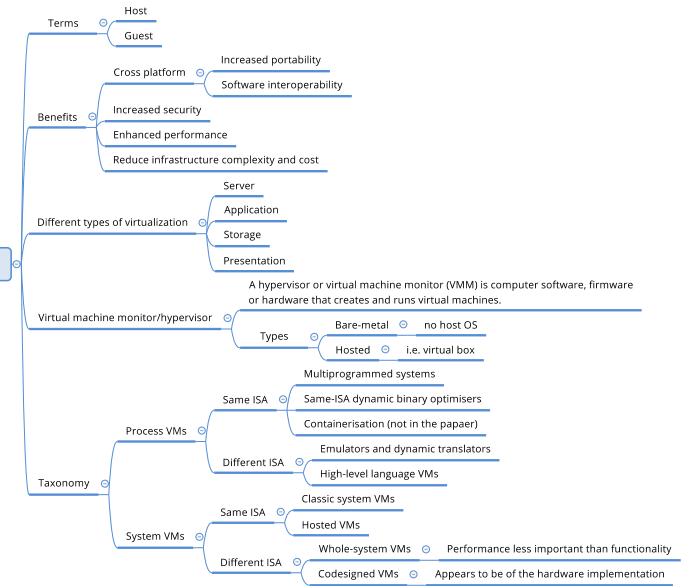 Terms
Host
Guest
Benefits
Cross platform
Increased portability
Software interoperability
Increased security
Enhanced performance
Reduce infrastructure complexity and cost
Different types of virtualization
Server
Application
Storage
Presentation
Virtual machine monitor/hypervisor
A hypervisor or virtual machine monitor (VMM) is computer software, firmware
or hardware that creates and runs virtual machines.
Types
Bare-metal
no host OS
Hosted
i.e. virtual box
Taxonomy
Process VMs
Same ISA
Multiprogrammed systems
Same-ISA dynamic binary optimisers
Containerisation (not in the papaer)
Different ISA
Emulators and dynamic translators
High-level language VMs
System VMs
Same ISA
Classic system VMs
Hosted VMs
Different ISA
Whole-system VMs
Performance less important than functionality
Codesigned VMs
Appears to be of the hardware implementation